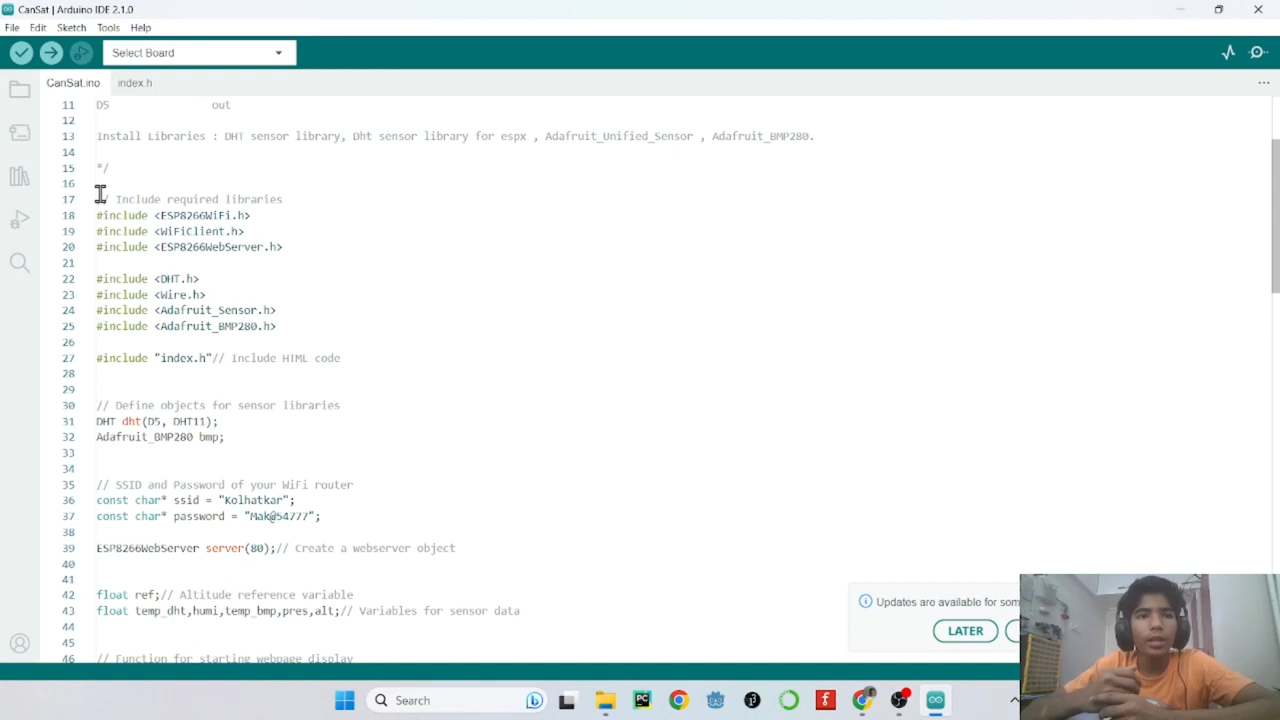 CanSat | Arduino IDE 2.1.0
File Edit Sketch Tools Help
Select Board
CanSat.ino index.h
11 D5 out
12
13 Install Libraries : DHT sensor library, Dht sensor library for espx , Adafruit_Unified_Sensor , Adafruit_BMP280.
14
15 */
16
17 // Include required libraries
18 #include <ESP8266WiFi.h>
19 #include <WiFiClient.h>
20 #include <ESP8266WebServer.h>
21
22 #include <DHT.h>
23 #include <Wire.h>
24 #include <Adafruit_Sensor.h>
25 #include <Adafruit_BMP280.h>
26
27 #include "index.h"// Include HTML code
28
29
30 // Define objects for sensor libraries
31 DHT dht(D5, DHT11);
32 Adafruit_BMP280 bmp;
33
34
35 // SSID and Password of your WiFi router
36 const char* ssid = "Kolhatkar";
37 const char* password = "Mak@54777";
38
39 ESP8266WebServer server(80);// Create a webserver object
40
41
42 float ref;// Altitude reference variable
43 float temp_dht,humi,temp_bmp,pres,alt;// Variables for sensor data
44
45
46 // Function for starting webpage display
Updates are available for som
LATER
Search